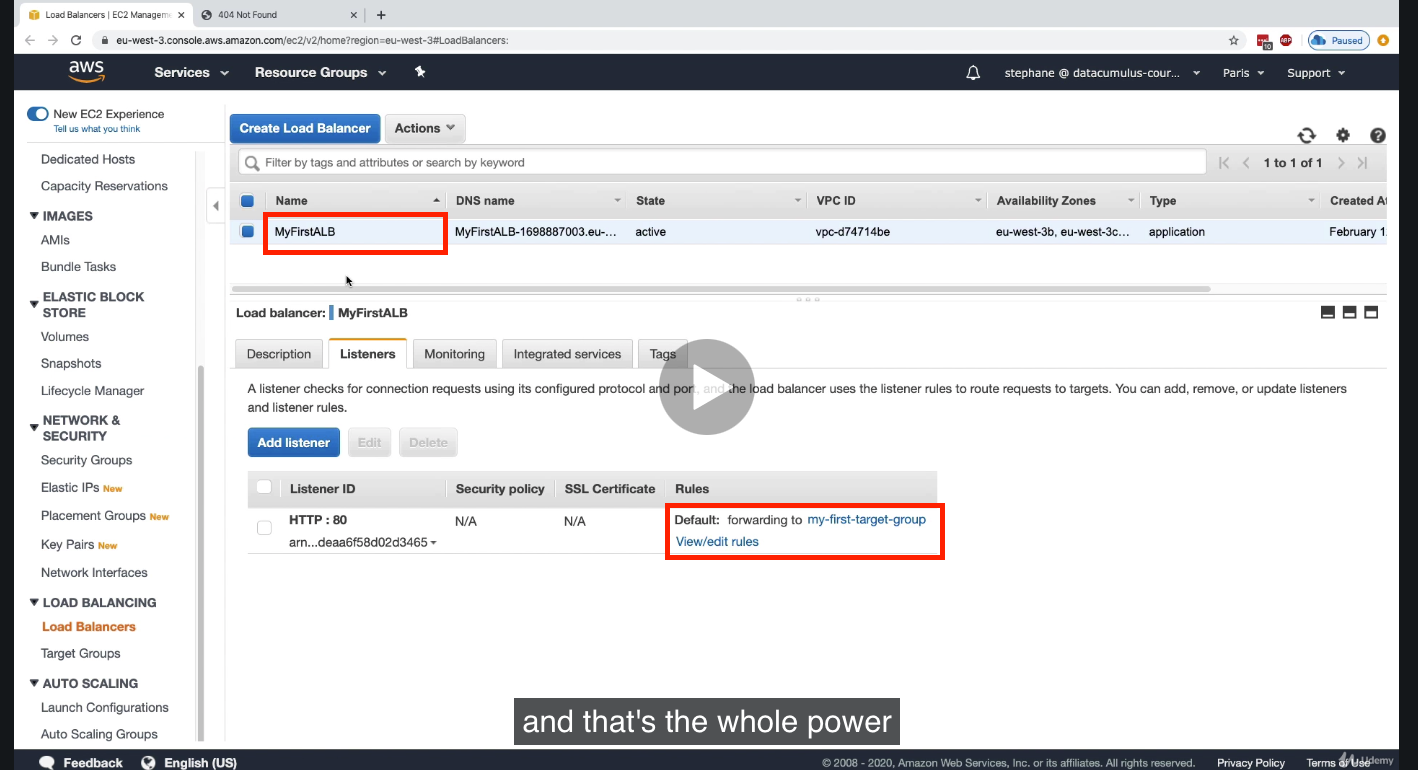 Load Balancers | EC2 Managem
404 Not Found
eu-west-3.console.aws.amazon.com/ec2/v2/home?region=eu-west-3#LoadBalancers:
10
ABP
Paused
aws
Services
Resource Groups
stephane @ datacumulus-cour...
Paris
Support
New EC2 Experience
Tell us what you think
Dedicated Hosts
Capacity Reservations
IMAGES
AMIs
Bundle Tasks
ELASTIC BLOCK
STORE
Volumes
Snapshots
Lifecycle Manager
NETWORK &
SECURITY
Security Groups
Elastic IPs New
Placement Groups New
Key Pairs New
Network Interfaces
LOAD BALANCING
Load Balancers
Target Groups
AUTO SCALING
Launch Configurations
Auto Scaling Groups
Create Load Balancer
Actions
Filter by tags and attributes or search by keyword
1 to 1 of 1
Name DNS name State VPC ID Availability Zones Type Created At
MyFirstALB MyFirstALB-1698887003.eu-... active vpc-d74714be eu-west-3b, eu-west-3c... application February 1
Load balancer: MyFirstALB
Description Listeners Monitoring Integrated services Tags
A listener checks for connection requests using its configured protocol and port, and the load balancer uses the listener rules to route requests to targets. You can add, remove, or update listeners
and listener rules.
Add listener Edit Delete
Listener ID Security policy SSL Certificate Rules
HTTP : 80 N/A N/A Default: forwarding to my-first-target-group
arn...deaa6f58d02d3465 View/edit rules
and that's the whole power
Feedback
English (US)
© 2008 - 2020, Amazon Web Services, Inc. or its affiliates. All rights reserved.
Privacy Policy
Terms of Use
Udemy